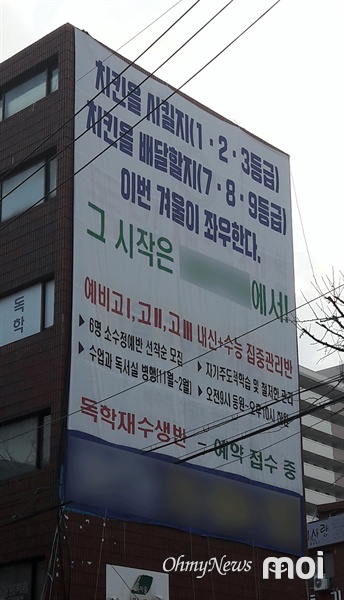 치킨을 시킬지(1·2·3등급)
치킨을 배달할지(7·8·9등급)
이번 겨울이 좌우한다.
그 시작은 에서!
예비고Ⅰ,고Ⅱ,고Ⅲ 내신+수능 집중관리반
▶ 6명 소수정예반 선착순 모집
▶ 자기주도학습 및 철저한 관리
▶ 수업과 독서실 병행(11월~2월)
▶ 오전9시 등원~오후10시 하원
독학재수생반 - 예약 접수 중
독학
OhmyNews moi